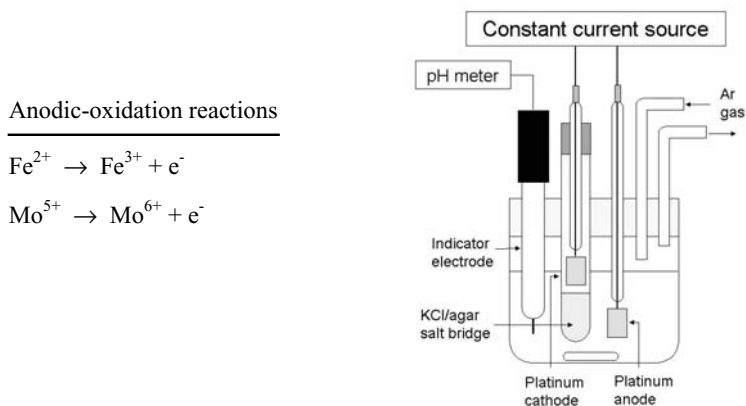 Anodic-oxidation reactions
Fe²⁺ → Fe³⁺ + e⁻
Mo⁵⁺ → Mo⁶⁺ + e⁻
Constant current source
pH meter
Ar
gas
Indicator
electrode
KCl/agar
salt bridge
Platinum
cathode
Platinum
anode